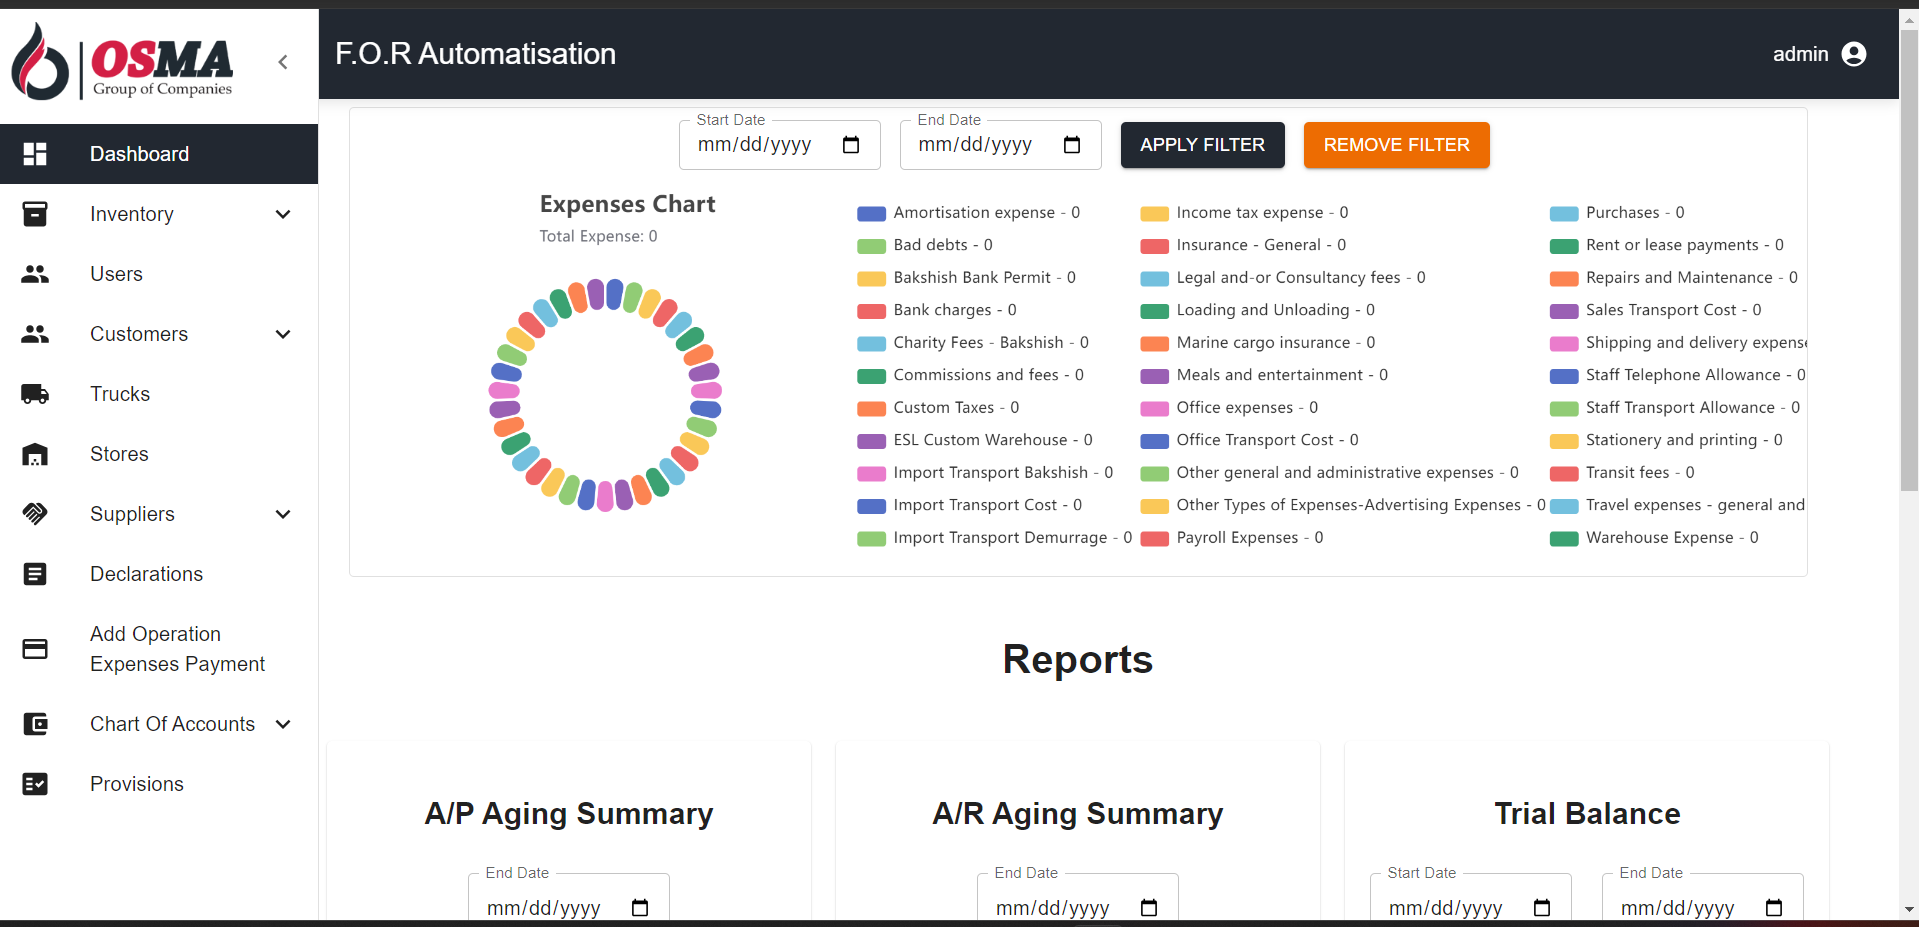 OSMA
Group of Companies
F.O.R Automatisation
admin
Dashboard
Inventory
Users
Customers
Trucks
Stores
Suppliers
Declarations
Add Operation
Expenses Payment
Chart Of Accounts
Provisions
Start Date
mm/dd/yyyy
End Date
mm/dd/yyyy
APPLY FILTER
REMOVE FILTER
Expenses Chart
Total Expense: 0
Amortisation expense - 0
Bad debts - 0
Bakshish Bank Permit - 0
Bank charges - 0
Charity Fees - Bakshish - 0
Commissions and fees - 0
Custom Taxes - 0
ESL Custom Warehouse - 0
Import Transport Bakshish - 0
Import Transport Cost - 0
Import Transport Demurrage - 0
Income tax expense - 0
Insurance - General - 0
Legal and-or Consultancy fees - 0
Loading and Unloading - 0
Marine cargo insurance - 0
Meals and entertainment - 0
Office expenses - 0
Office Transport Cost - 0
Other general and administrative expenses - 0
Other Types of Expenses-Advertising Expenses - 0
Payroll Expenses - 0
Purchases - 0
Rent or lease payments - 0
Repairs and Maintenance - 0
Sales Transport Cost - 0
Shipping and delivery expense
Staff Telephone Allowance - 0
Staff Transport Allowance - 0
Stationery and printing - 0
Transit fees - 0
Travel expenses - general and
Warehouse Expense - 0
Reports
A/P Aging Summary
End Date
mm/dd/yyyy
A/R Aging Summary
End Date
mm/dd/yyyy
Trial Balance
Start Date
mm/dd/yyyy
End Date
mm/dd/yyyy